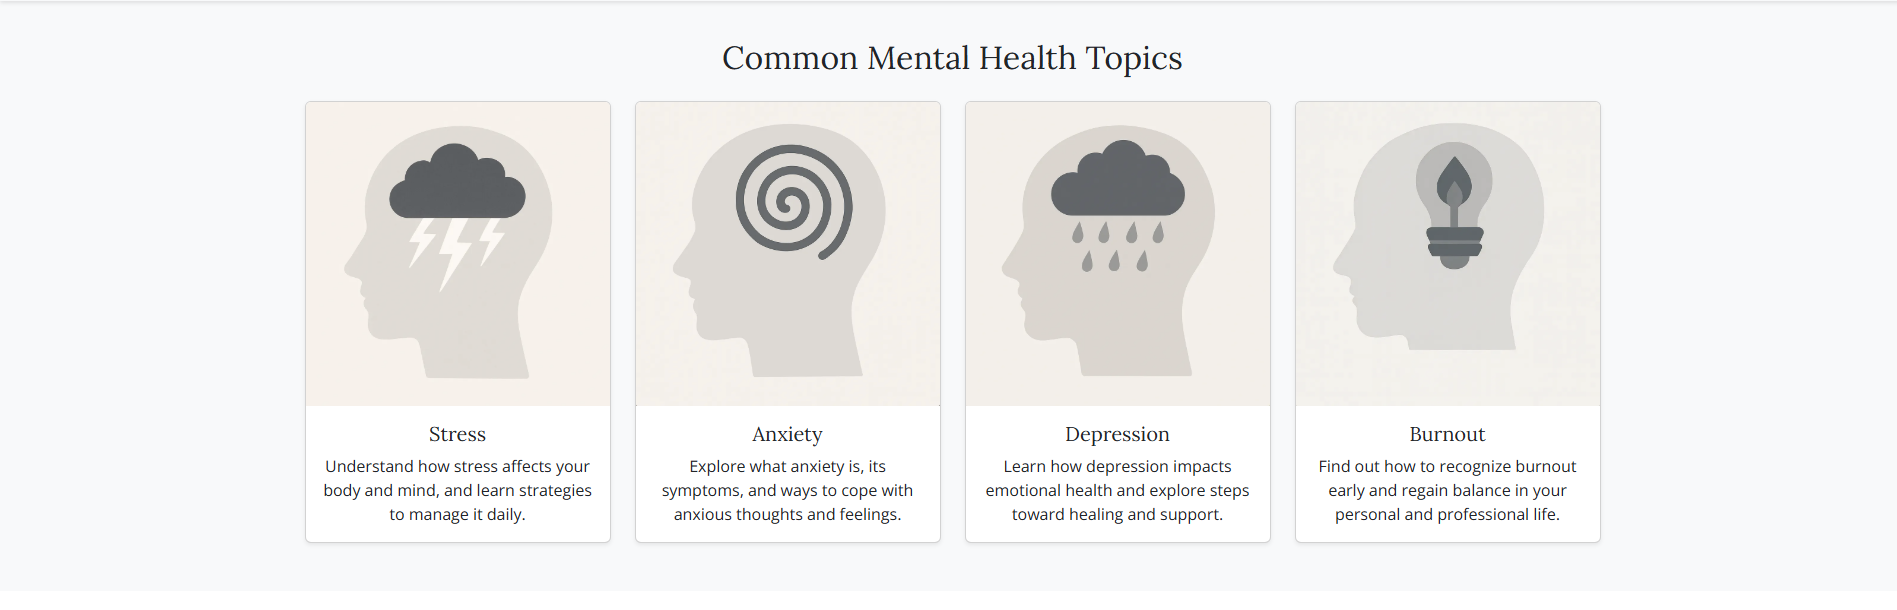 Common Mental Health Topics
Stress
Understand how stress affects your
body and mind, and learn strategies
to manage it daily.
Anxiety
Explore what anxiety is, its
symptoms, and ways to cope with
anxious thoughts and feelings.
Depression
Learn how depression impacts
emotional health and explore steps
toward healing and support.
Burnout
Find out how to recognize burnout
early and regain balance in your
personal and professional life.